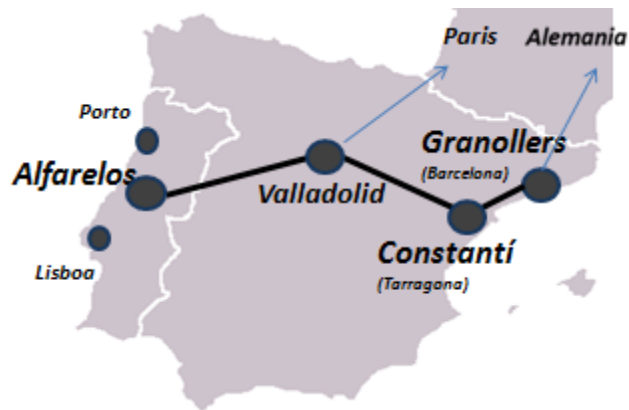 Paris
Alemania
Porto
Granollers
(Barcelona)
Alfarelos
Valladolid
Constantí
(Tarragona)
Lisboa